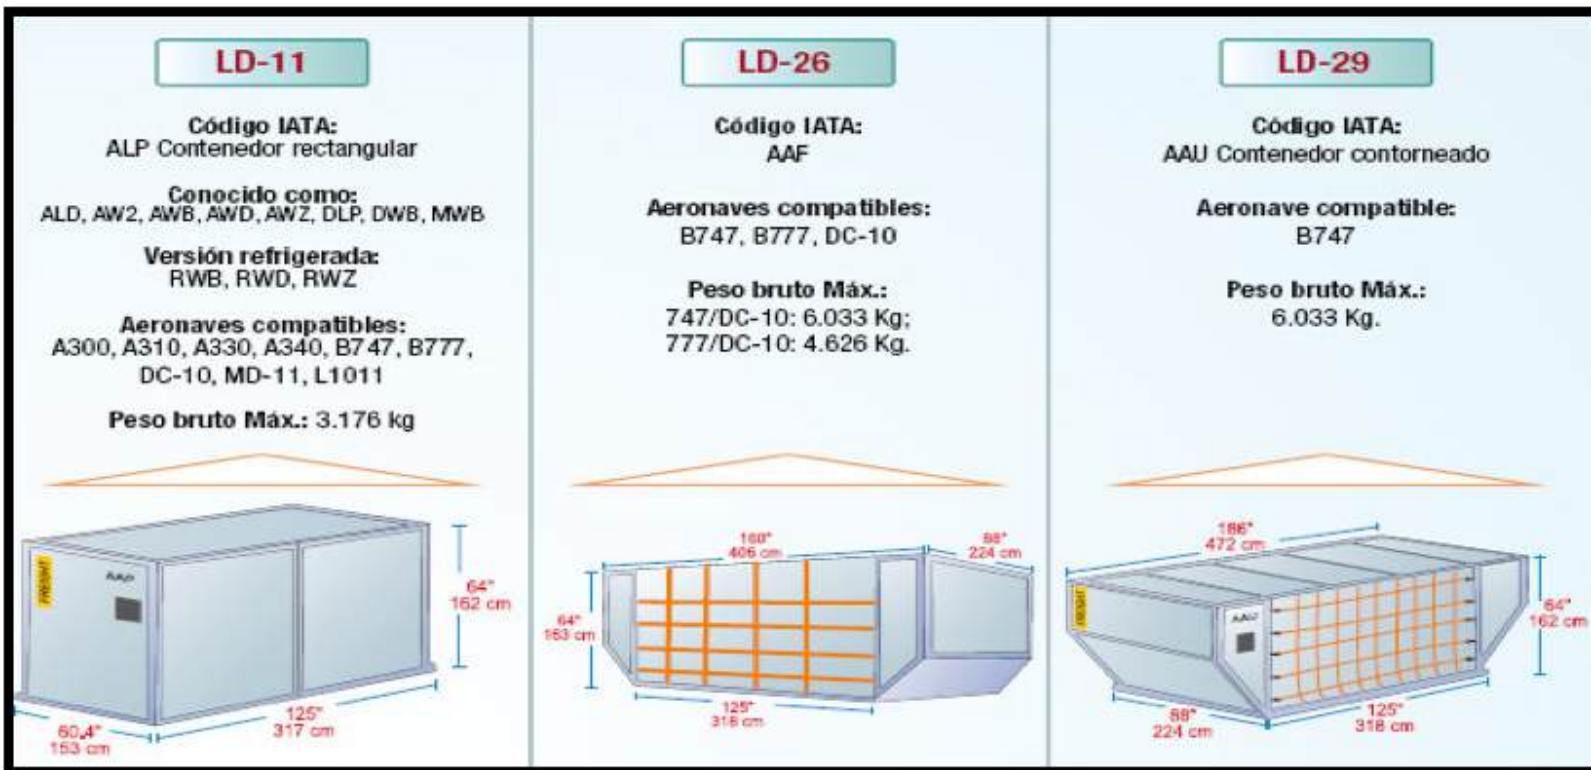 LD-11
Código IATA:
ALP Contenedor rectangular
Conocido como:
ALD, AW2, AWB, AWD, AWZ, DLP, DWB, MWB
Versión refrigerada:
RWB, RWD, RWZ
Aeronaves compatibles:
A300, A310, A330, A340, B747, B777,
DC-10, MD-11, L1011
Peso bruto Máx.: 3.176 kg
FREIGHT
AAP
64"
162 cm
125"
317 cm
60,4"
153 cm
LD-26
Código IATA:
AAF
Aeronaves compatibles:
B747, B777, DC-10
Peso bruto Máx.:
747/DC-10: 6.033 Kg;
777/DC-10: 4.626 Kg.
160"
406 cm
88"
224 cm
64"
163 cm
125"
318 cm
LD-29
Código IATA:
AAU Contenedor contorneado
Aeronave compatible:
B747
Peso bruto Máx.:
6.033 Kg.
186"
472 cm
FREIGHT
AAU
64"
162 cm
88"
224 cm
125"
318 cm